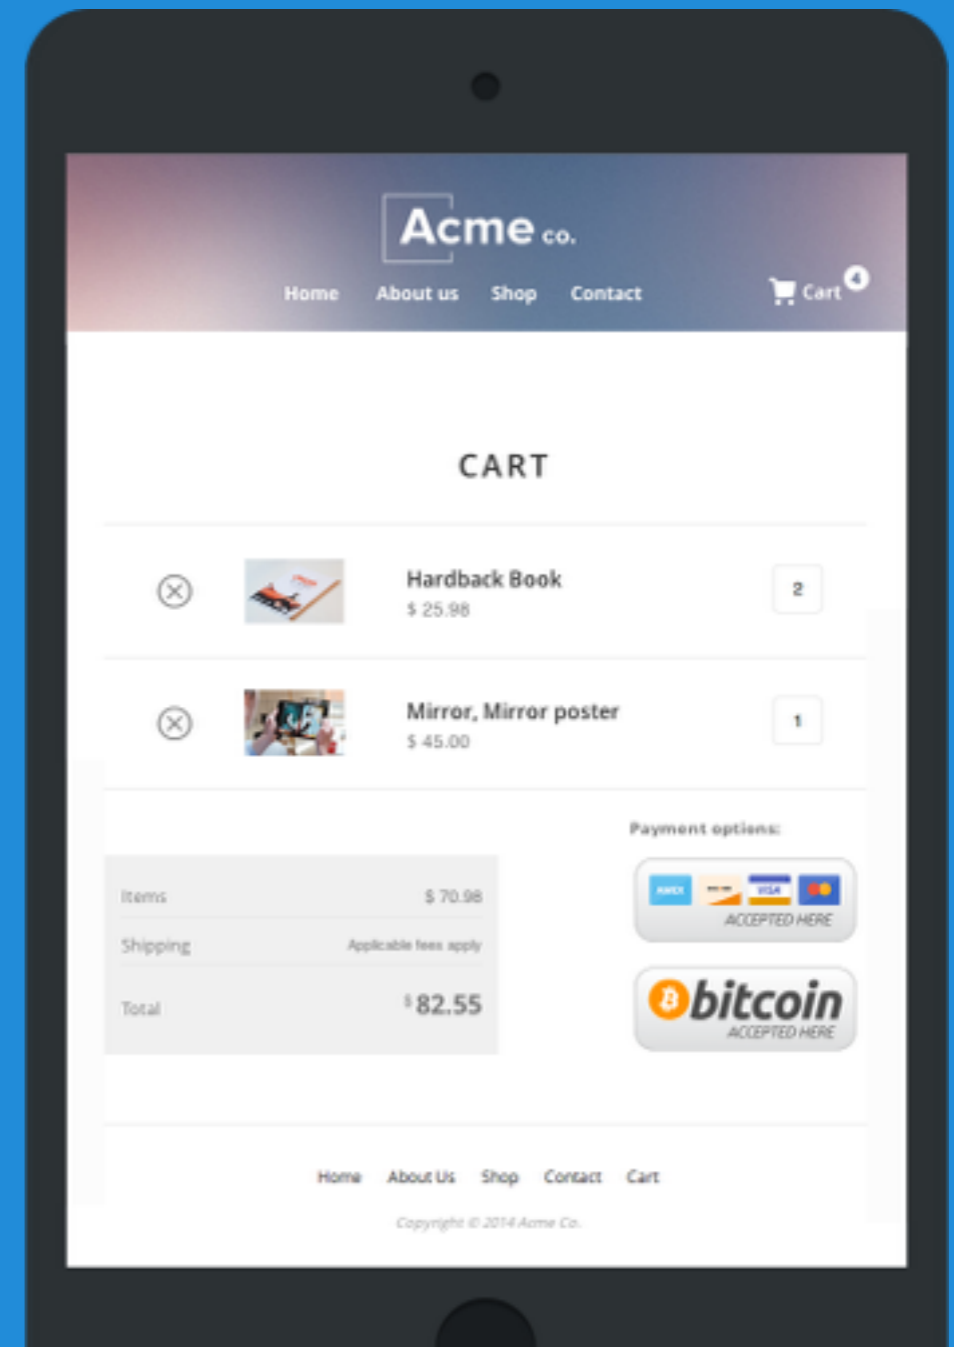 Acme co.
Home About us Shop Contact Cart 4
CART
Hardback Book
$ 25.98
2
Mirror, Mirror poster
$ 45.00
1
Payment options:
Items $ 70.98
AMEX VISA
ACCEPTED HERE
Shipping Applicable fees apply
Total $ 82.55
bitcoin
ACCEPTED HERE
Home About Us Shop Contact Cart
Copyright © 2014 Acme Co.